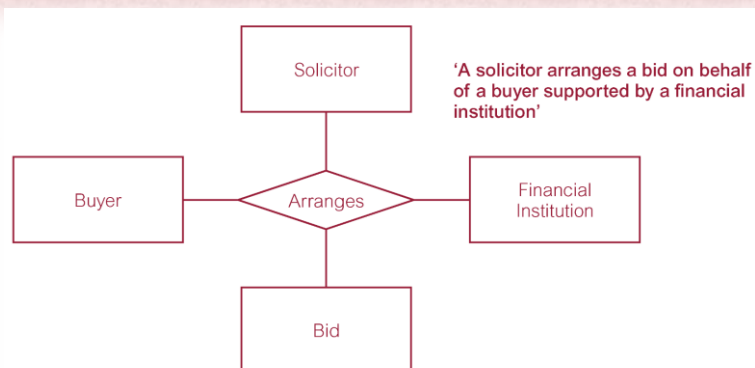 Solicitor
‘A solicitor arranges a bid on behalf
of a buyer supported by a financial
institution’
Buyer
Arranges
Financial
Institution
Bid